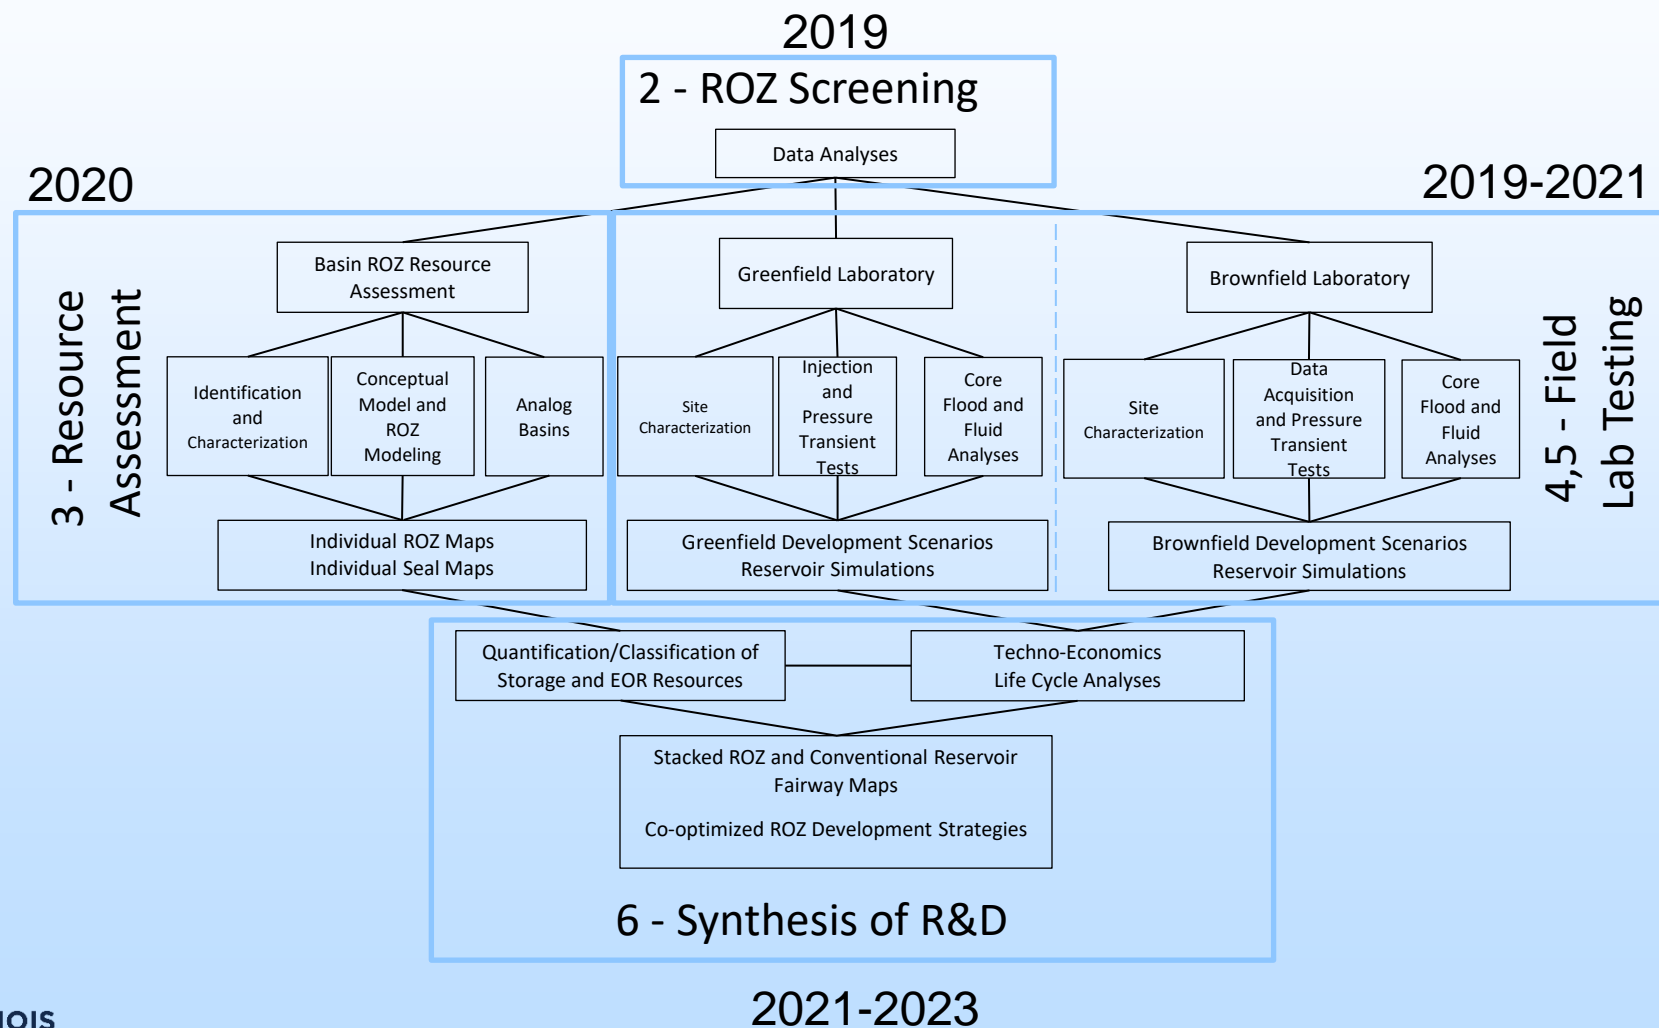 2019
2 - ROZ Screening
Data Analyses
2020
2019-2021
3 - Resource
Assessment
Basin ROZ Resource
Assessment
Identification
and
Characterization
Conceptual
Model and
ROZ
Modeling
Analog
Basins
Individual ROZ Maps
Individual Seal Maps
Greenfield Laboratory
Site
Characterization
Injection
and
Pressure
Transient
Tests
Core
Flood and
Fluid
Analyses
Greenfield Development Scenarios
Reservoir Simulations
Brownfield Laboratory
Site
Characterization
Data
Acquisition
and Pressure
Transient
Tests
Core
Flood and
Fluid
Analyses
Brownfield Development Scenarios
Reservoir Simulations
4,5 - Field
Lab Testing
Quantification/Classification of
Storage and EOR Resources
Techno-Economics
Life Cycle Analyses
Stacked ROZ and Conventional Reservoir
Fairway Maps
Co-optimized ROZ Development Strategies
6 - Synthesis of R&D
2021-2023